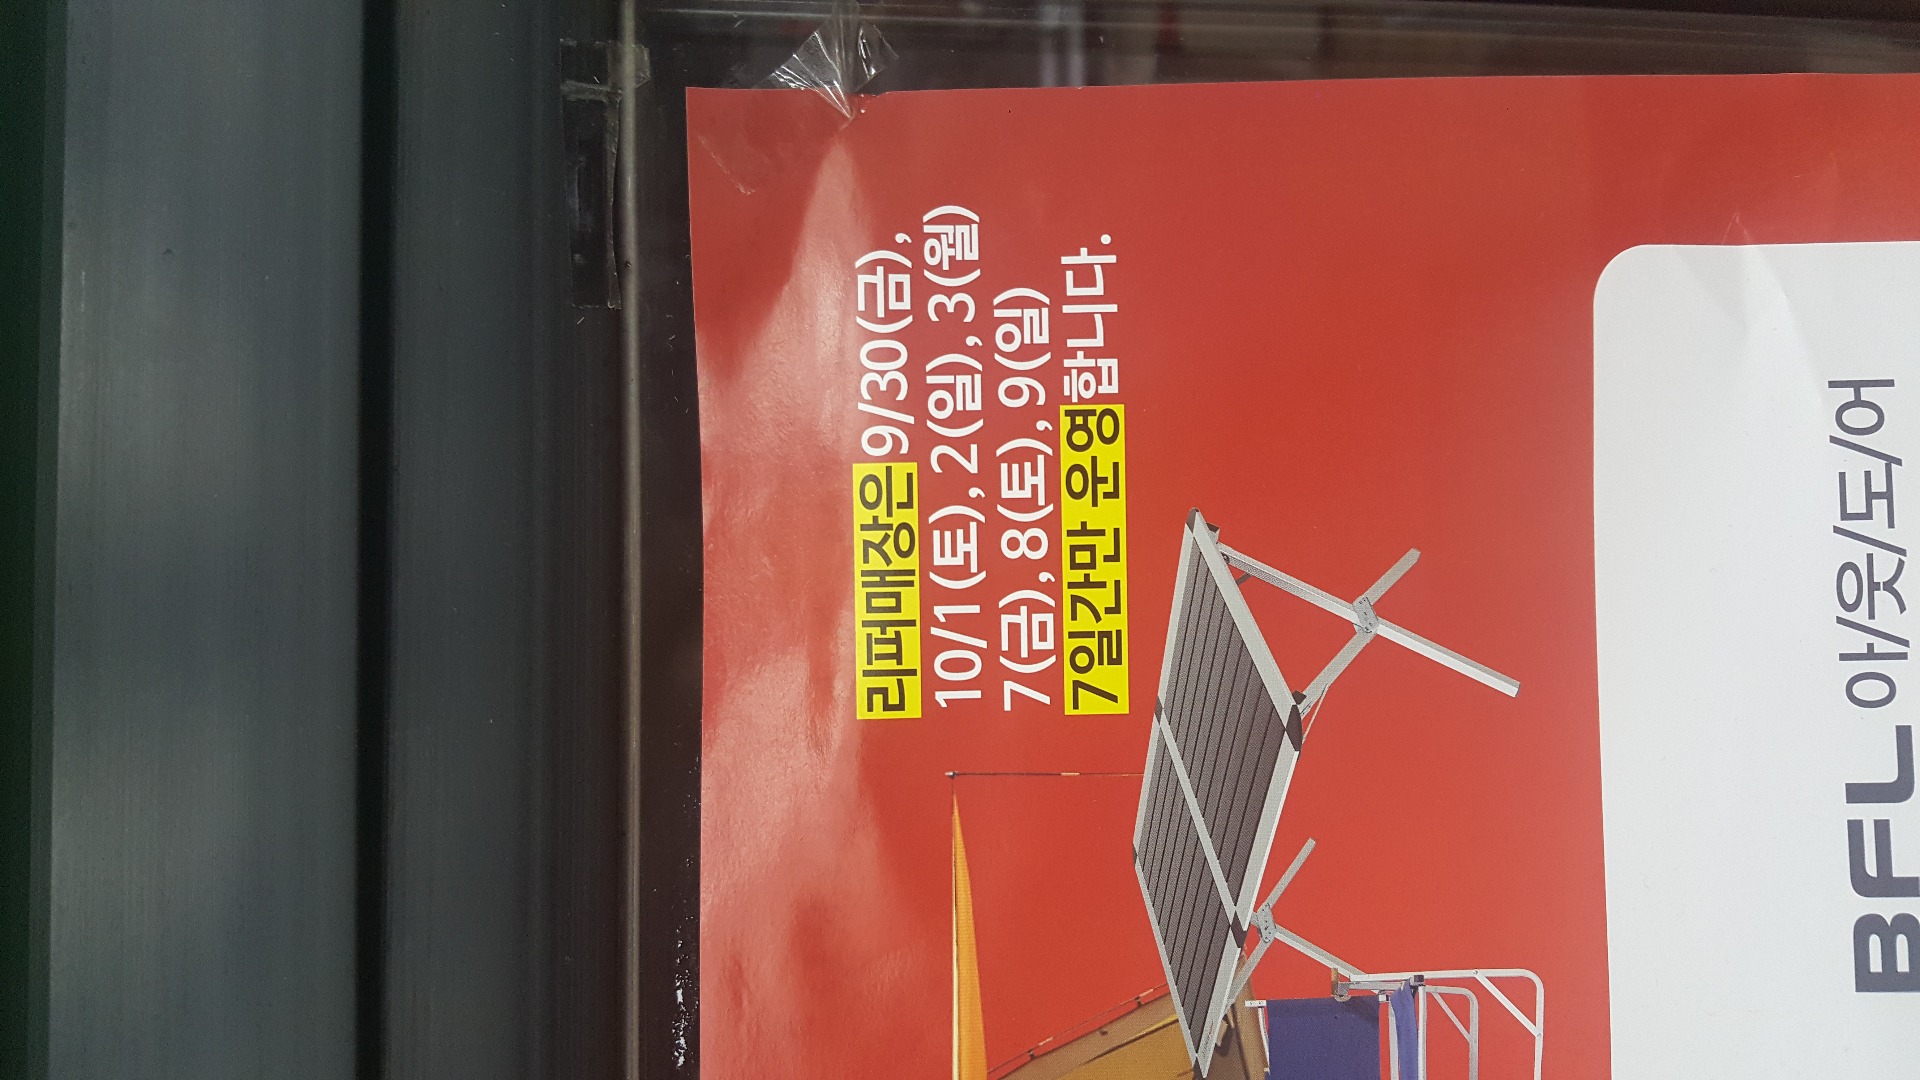 리퍼매장은 9/30(금),
10/1(토), 2(일), 3(월)
7(금), 8(토), 9(일)
7일간만 운영합니다.
BFL 아/웃/도/어